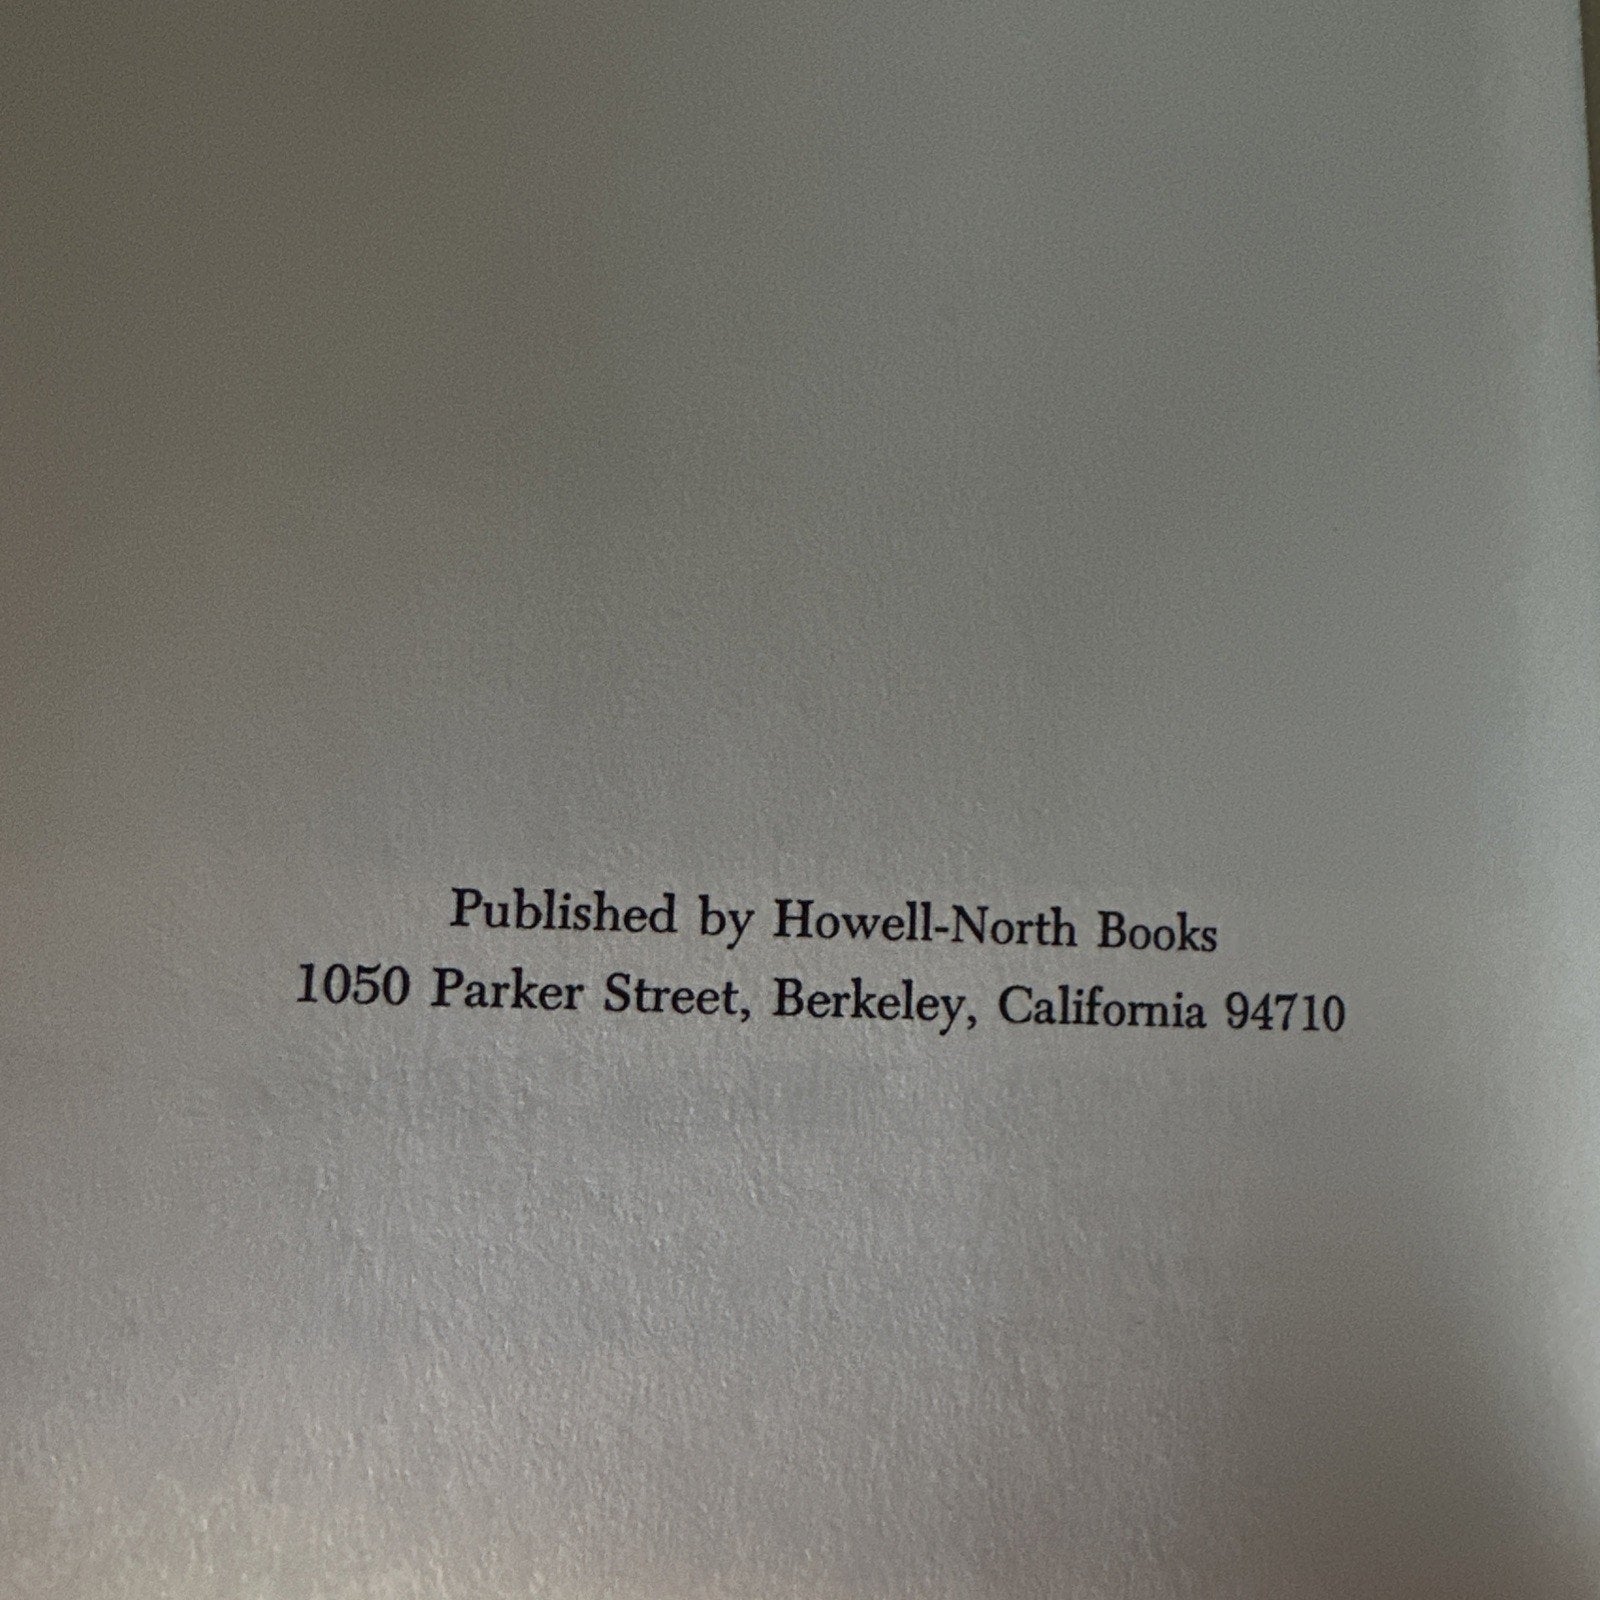 Published by Howell-North Books
1050 Parker Street, Berkeley, California 94710